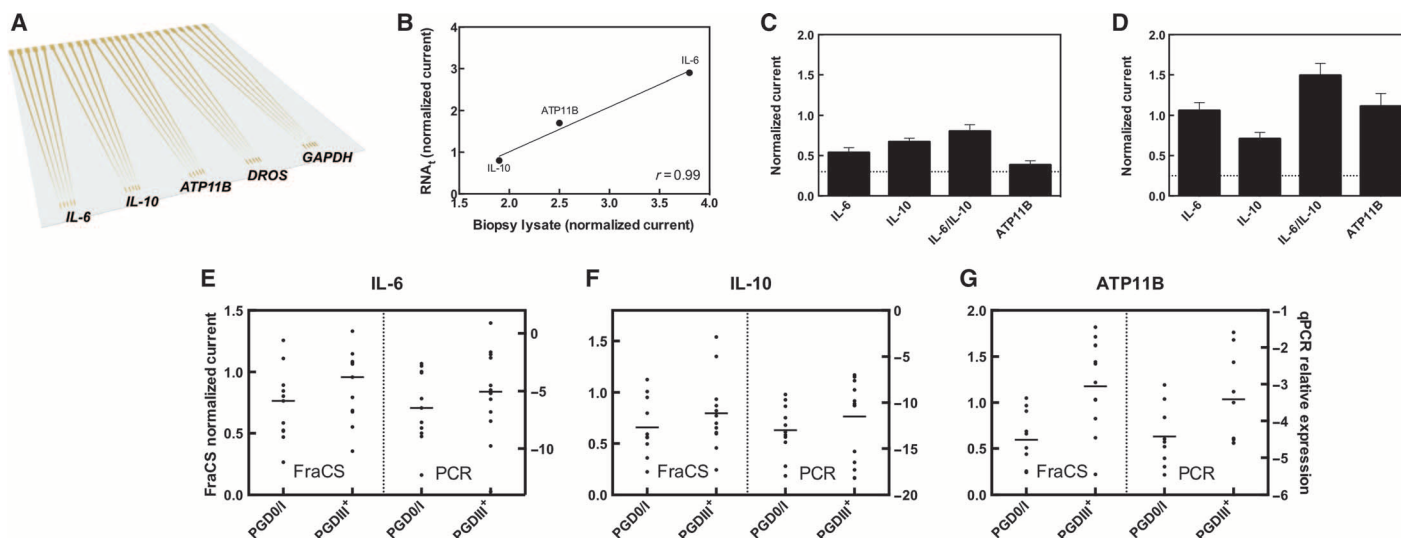 A
IL-6
IL-10
ATP11B
DROS
GAPDH
B
RNAt (normalized current)
4
3
2
1
0
IL-6
ATP11B
IL-10
r = 0.99
1.5 2.0 2.5 3.0 3.5 4.0
Biopsy lysate (normalized current)
C
Normalized current
2.0
1.5
1.0
0.5
0.0
IL-6
IL-10
IL-6/IL-10
ATP11B
D
Normalized current
2.0
1.5
1.0
0.5
0.0
IL-6
IL-10
IL-6/IL-10
ATP11B
E
IL-6
FraCS normalized current
1.5
1.0
0.5
0.0
FraCS
PCR
0
−5
−10
PGD0/I
PGDIII+
PGD0/I
PGDIII+
F
IL-10
1.5
1.0
0.5
0.0
FraCS
PCR
0
−5
−10
−15
−20
PGD0/I
PGDIII+
PGD0/I
PGDIII+
G
ATP11B
2.0
1.5
1.0
0.5
0.0
FraCS
PCR
−1
−2
−3
−4
−5
−6
qPCR relative expression
PGD0/I
PGDIII+
PGD0/I
PGDIII+